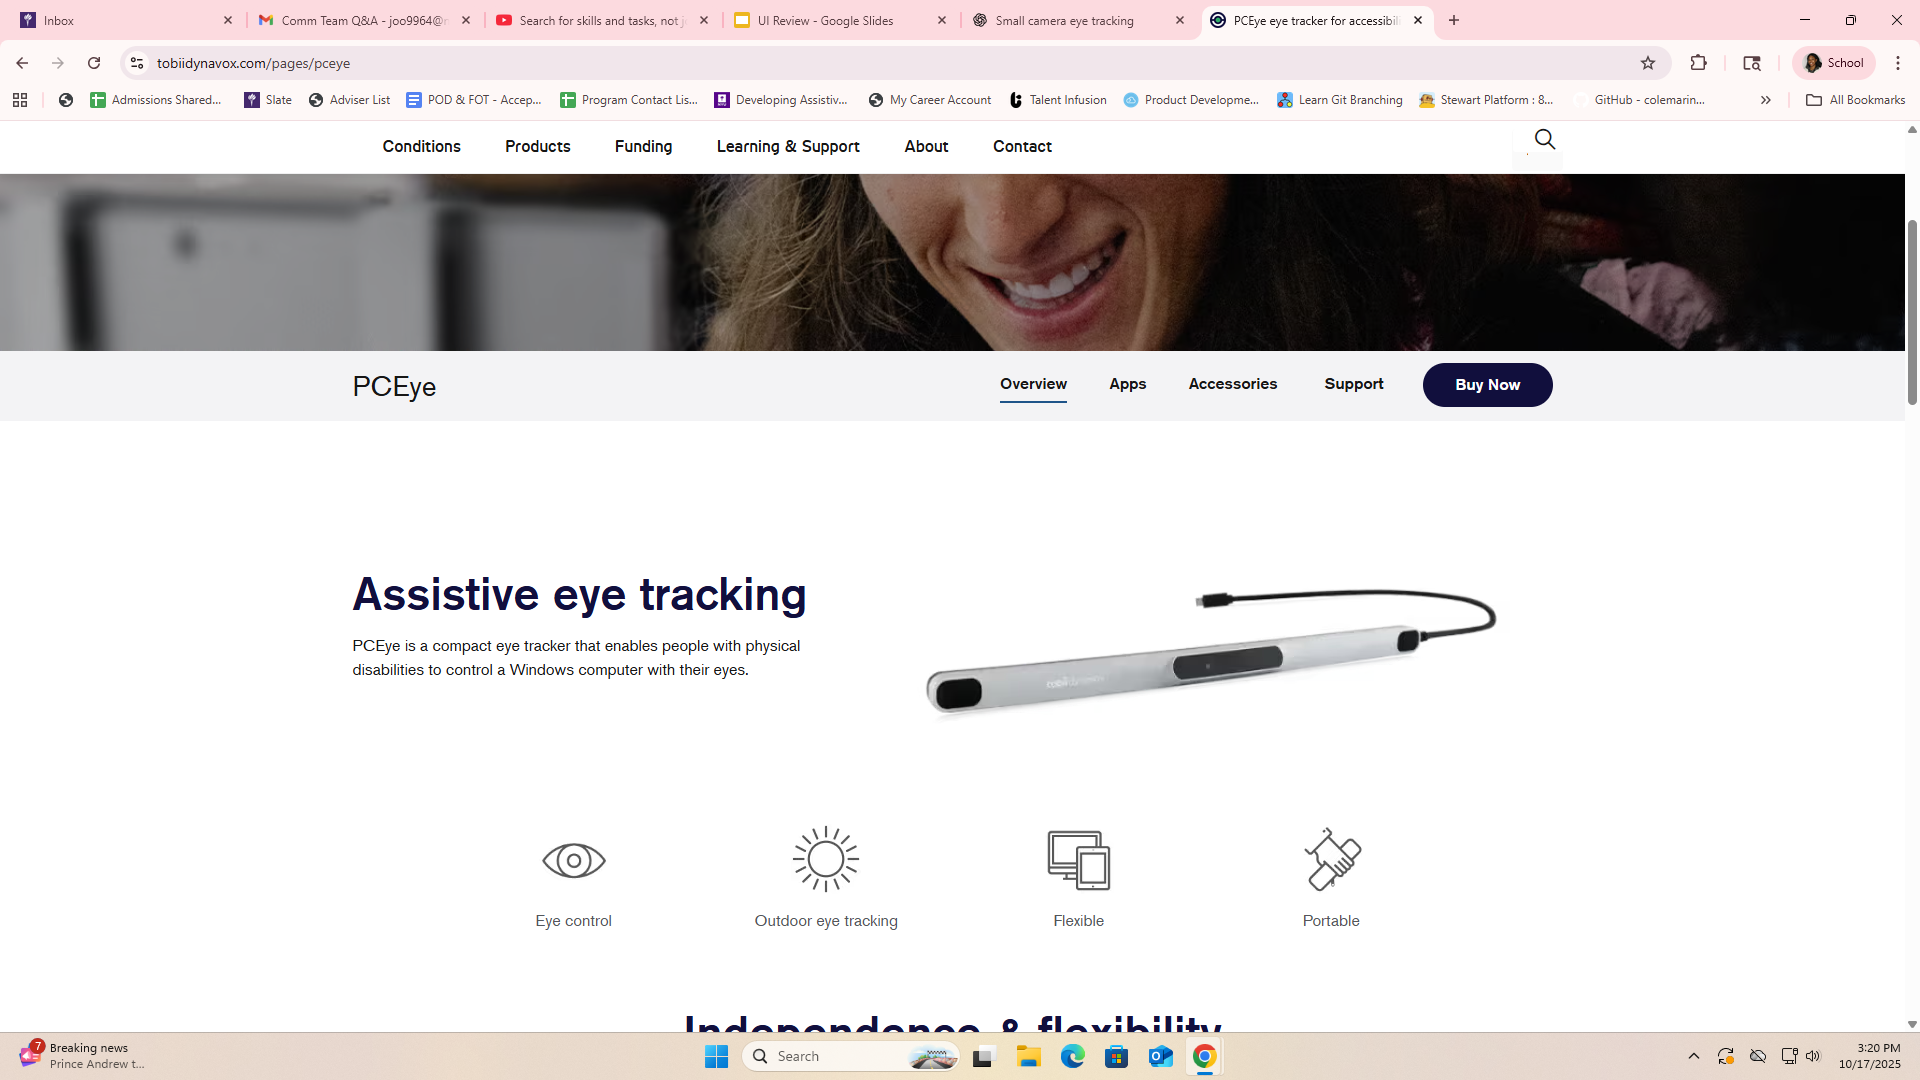 Inbox
Comm Team Q&A - joo9964@n
Search for skills and tasks, not j
UI Review - Google Slides
Small camera eye tracking
PCEye eye tracker for accessibil
tobiidynavox.com/pages/pceye
School
Admissions Shared...
Slate
Adviser List
POD & FOT - Accep...
Program Contact Lis...
Developing Assistiv...
My Career Account
Talent Infusion
Product Developme...
Learn Git Branching
Stewart Platform : 8...
GitHub - colemarin...
All Bookmarks
Conditions
Products
Funding
Learning & Support
About
Contact
PCEye
Overview
Apps
Accessories
Support
Buy Now
Assistive eye tracking
PCEye is a compact eye tracker that enables people with physical
disabilities to control a Windows computer with their eyes.
Eye control
Outdoor eye tracking
Flexible
Portable
Independence & flexibility
7
Breaking news
Prince Andrew t...
Search
3:20 PM
10/17/2025